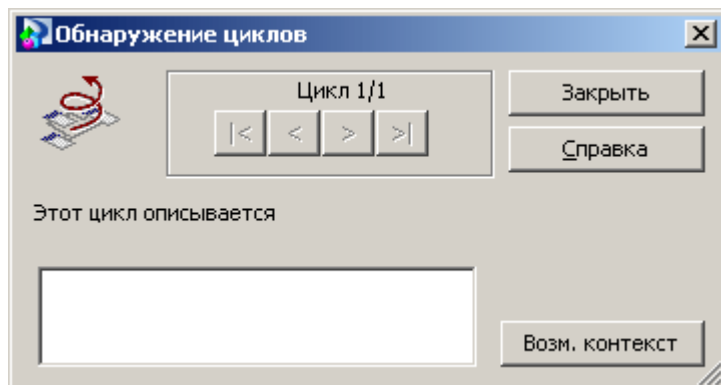 Обнаружение циклов
Цикл 1/1
|< < > >|
Закрыть
Справка
Этот цикл описывается
Возм. контекст